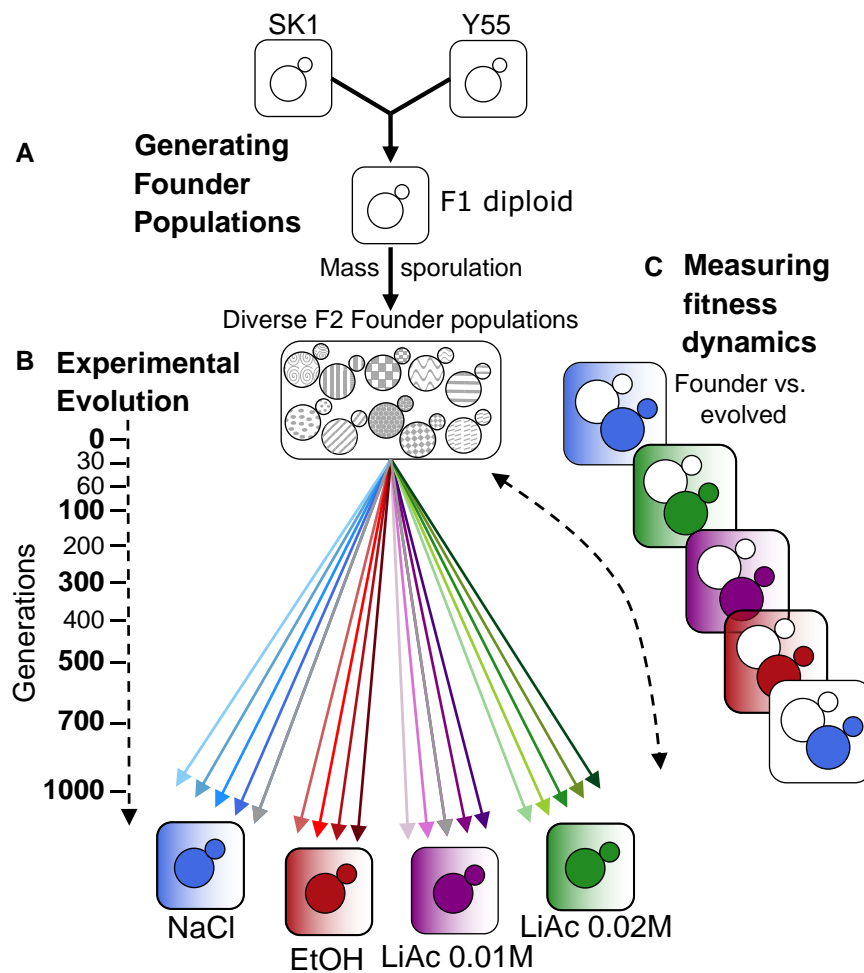 SK1
Y55
A
Generating
Founder
Populations
F1 diploid
Mass sporulation
Diverse F2 Founder populations
B
Experimental
Evolution
Generations
0
30
60
100
200
300
400
500
700
1000
NaCl
EtOH
LiAc 0.01M
LiAc 0.02M
C
Measuring
fitness
dynamics
Founder vs.
evolved